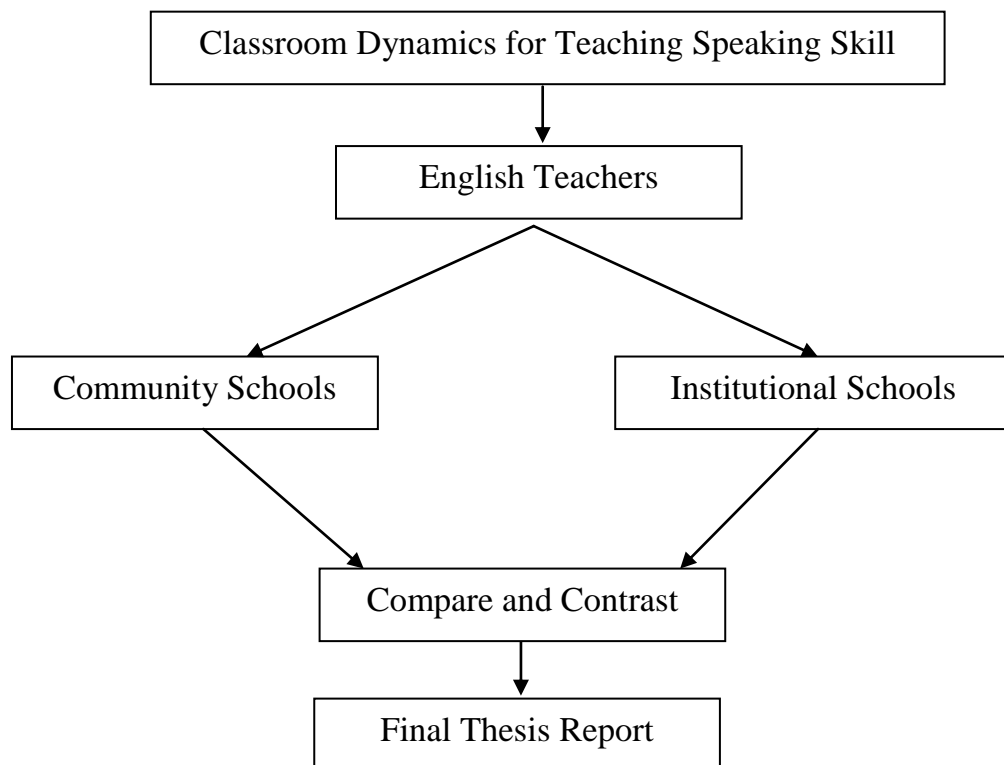 Classroom Dynamics for Teaching Speaking Skill
English Teachers
Community Schools
Institutional Schools
Compare and Contrast
Final Thesis Report